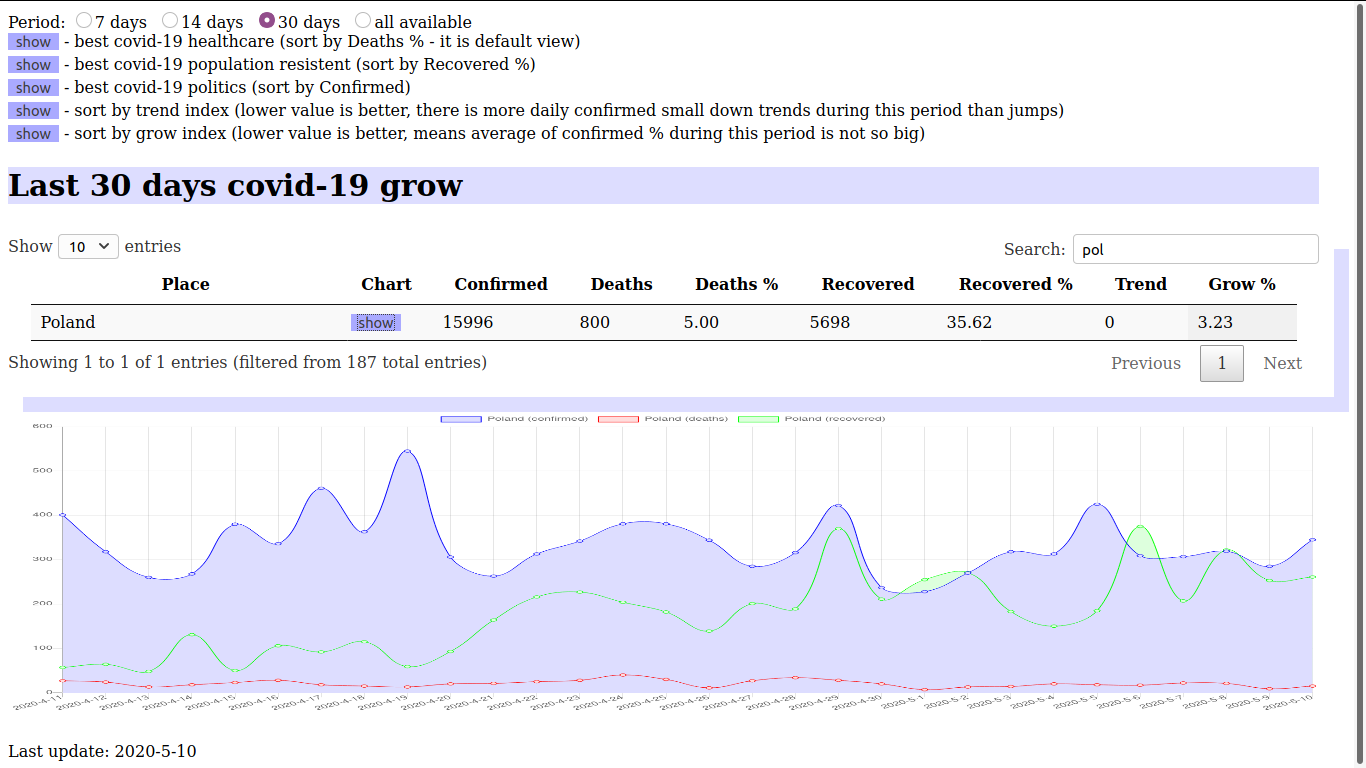 Period: 7 days 14 days 30 days all available
show - best covid-19 healthcare (sort by Deaths % - it is default view)
show - best covid-19 population resistent (sort by Recovered %)
show - best covid-19 politics (sort by Confirmed)
show - sort by trend index (lower value is better, there is more daily confirmed small down trends during this period than jumps)
show - sort by grow index (lower value is better, means average of confirmed % during this period is not so big)
Last 30 days covid-19 grow
Show 10 entries Search: pol
Place Chart Confirmed Deaths Deaths % Recovered Recovered % Trend Grow %
Poland show 15996 800 5.00 5698 35.62 0 3.23
Showing 1 to 1 of 1 entries (filtered from 187 total entries) Previous 1 Next
Poland (confirmed) Poland (deaths) Poland (recovered)
600
500
400
300
200
100
0
2020-4-11 2020-4-12 2020-4-13 2020-4-14 2020-4-15 2020-4-16 2020-4-17 2020-4-18 2020-4-19 2020-4-20 2020-4-21 2020-4-22 2020-4-23 2020-4-24 2020-4-25 2020-4-26 2020-4-27 2020-4-28 2020-4-29 2020-4-30 2020-5-1 2020-5-2 2020-5-3 2020-5-4 2020-5-5 2020-5-6 2020-5-7 2020-5-8 2020-5-9 2020-5-10
Last update: 2020-5-10